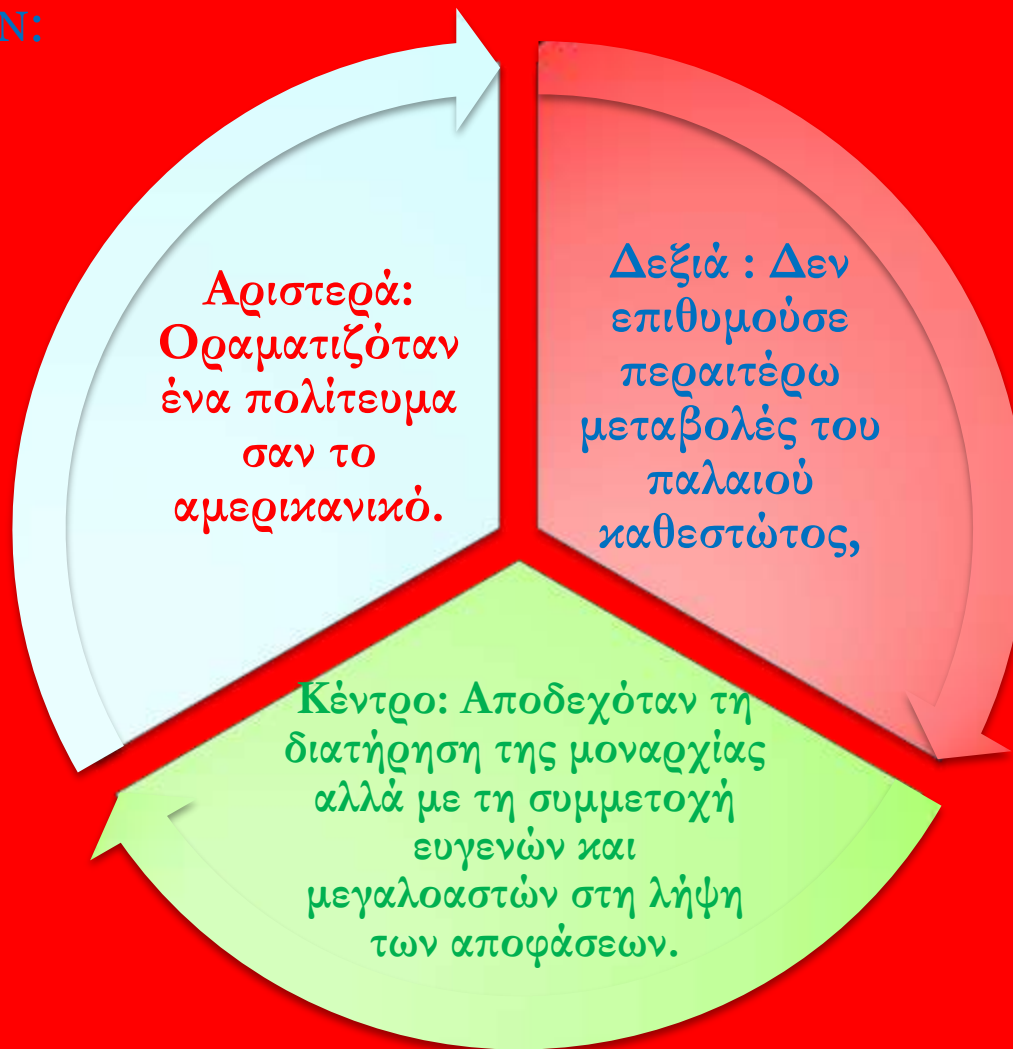 Ν:
Αριστερά:
Οραματιζόταν
ένα πολίτευμα
σαν το
αμερικανικό.
Δεξιά : Δεν
επιθυμούσε
περαιτέρω
μεταβολές του
παλαιού
καθεστώτος,
Κέντρο: Αποδεχόταν τη
διατήρηση της μοναρχίας
αλλά με τη συμμετοχή
ευγενών και
μεγαλοαστών στη λήψη
των αποφάσεων.